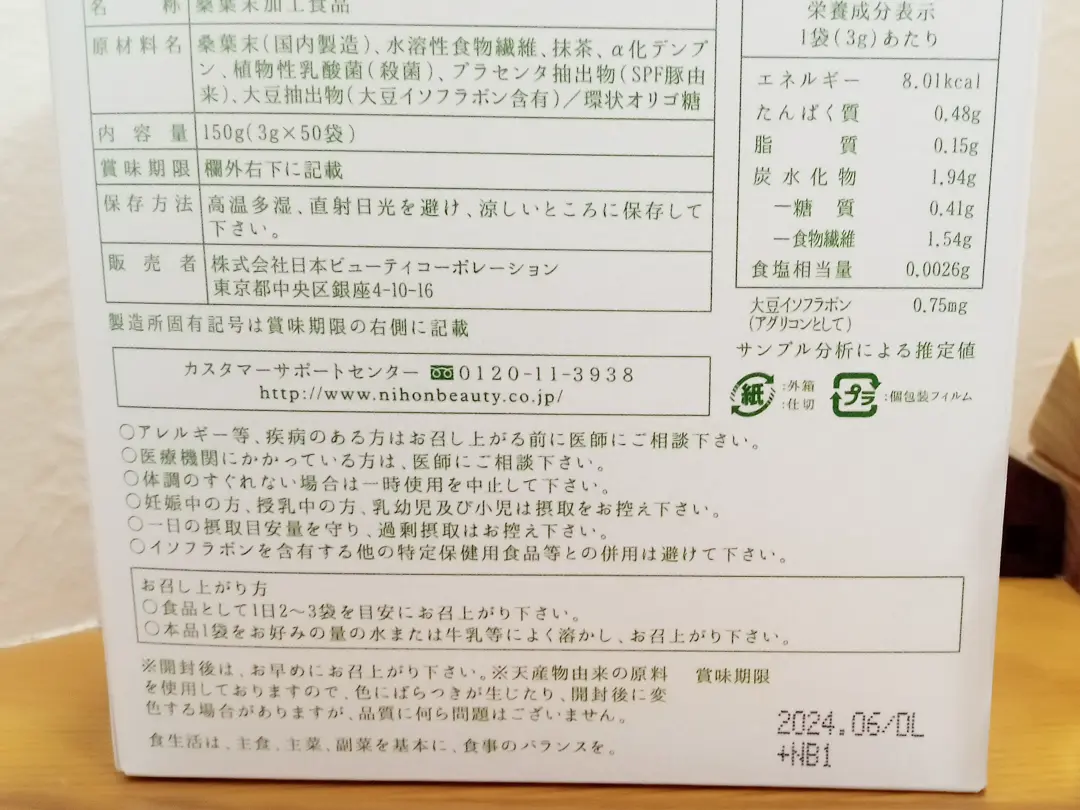 名称 桑葉末加工食品
原材料名 桑葉末(国内製造)、水溶性食物繊維、抹茶、α化デンプ
ン、植物性乳酸菌(殺菌)、プラセンタ抽出物(SPF豚由
来)、大豆抽出物(大豆イソフラボン含有)/環状オリゴ糖
内容量 150g(3g×50袋)
賞味期限 欄外右下に記載
保存方法 高温多湿、直射日光を避け、涼しいところに保存して
下さい。
販売者 株式会社日本ビューティコーポレーション
東京都中央区銀座4-10-16
製造所固有記号は賞味期限の右側に記載
栄養成分表示
1袋(3g)あたり
エネルギー 8.01kcal
たんぱく質 0.48g
脂質 0.15g
炭水化物 1.94g
―糖質 0.41g
―食物繊維 1.54g
食塩相当量 0.0026g
大豆イソフラボン 0.75mg
(アグリコンとして)
サンプル分析による推定値
紙 :外箱
:仕切
プラ :個包装フィルム
カスタマーサポートセンター 0120-11-3938
http://www.nihonbeauty.co.jp/
○アレルギー等、疾病のある方はお召し上がる前に医師にご相談下さい。
○医療機関にかかっている方は、医師にご相談下さい。
○体調のすぐれない場合は一時使用を中止して下さい。
○妊娠中の方、授乳中の方、乳幼児及び小児は摂取をお控え下さい。
○一日の摂取目安量を守り、過剰摂取はお控え下さい。
○イソフラボンを含有する他の特定保健用食品等との併用は避けて下さい。
お召し上がり方
○食品として1日2～3袋を目安にお召し上がり下さい。
○本品1袋をお好みの量の水または牛乳等によく溶かし、お召し上がり下さい。
※開封後は、お早めにお召上がり下さい。※天産物由来の原料
を使用しておりますので、色にばらつきが生じたり、開封後に変
色する場合がありますが、品質に何ら問題はございません。
食生活は、主食、主菜、副菜を基本に、食事のバランスを。
賞味期限
2024.06/DL
+NB1